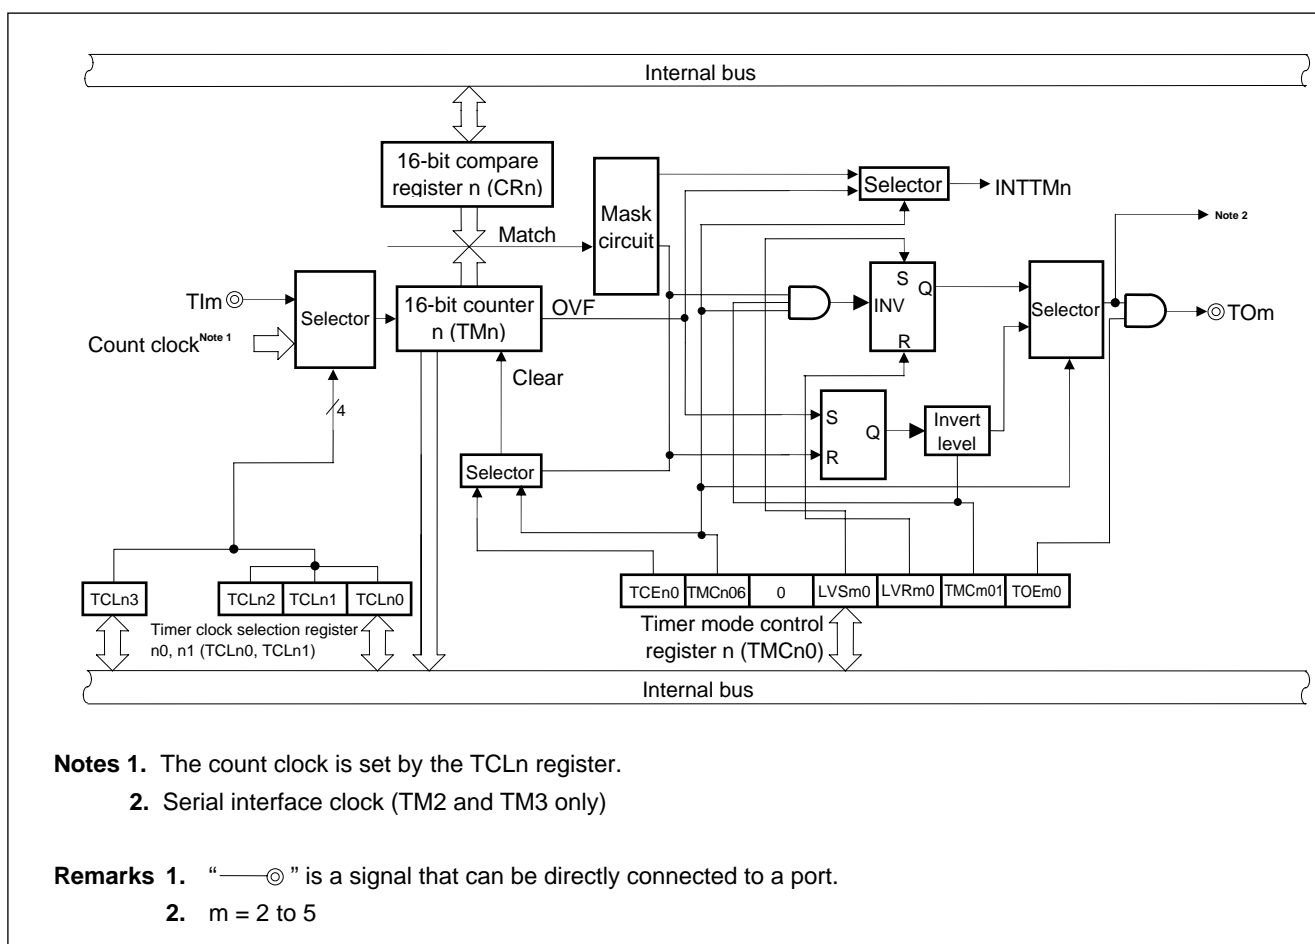 Internal bus
16-bit compare
register n (CRn)
Mask
circuit
Selector
INTTMn
Note 2
Match
TIm
Selector
16-bit counter
n (TMn)
OVF
S
Q
INV
R
Selector
TOm
Count clock Note 1
Clear
4
S
Q
R
Invert
level
Selector
TCLn3
TCLn2
TCLn1
TCLn0
TCEn0
TMCn06
0
LVSm0
LVRm0
TMCm01
TOEm0
Timer clock selection register
n0, n1 (TCLn0, TCLn1)
Timer mode control
register n (TMCn0)
Internal bus
Notes 1. The count clock is set by the TCLn register.
2. Serial interface clock (TM2 and TM3 only)
Remarks 1. “ ” is a signal that can be directly connected to a port.
2. m = 2 to 5